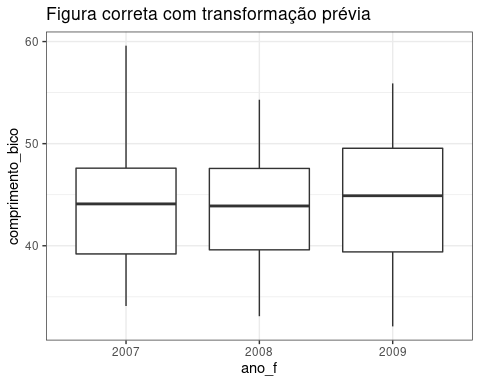 Figura correta com transformação prévia
60
50
40
comprimento_bico
2007 2008 2009
ano_f